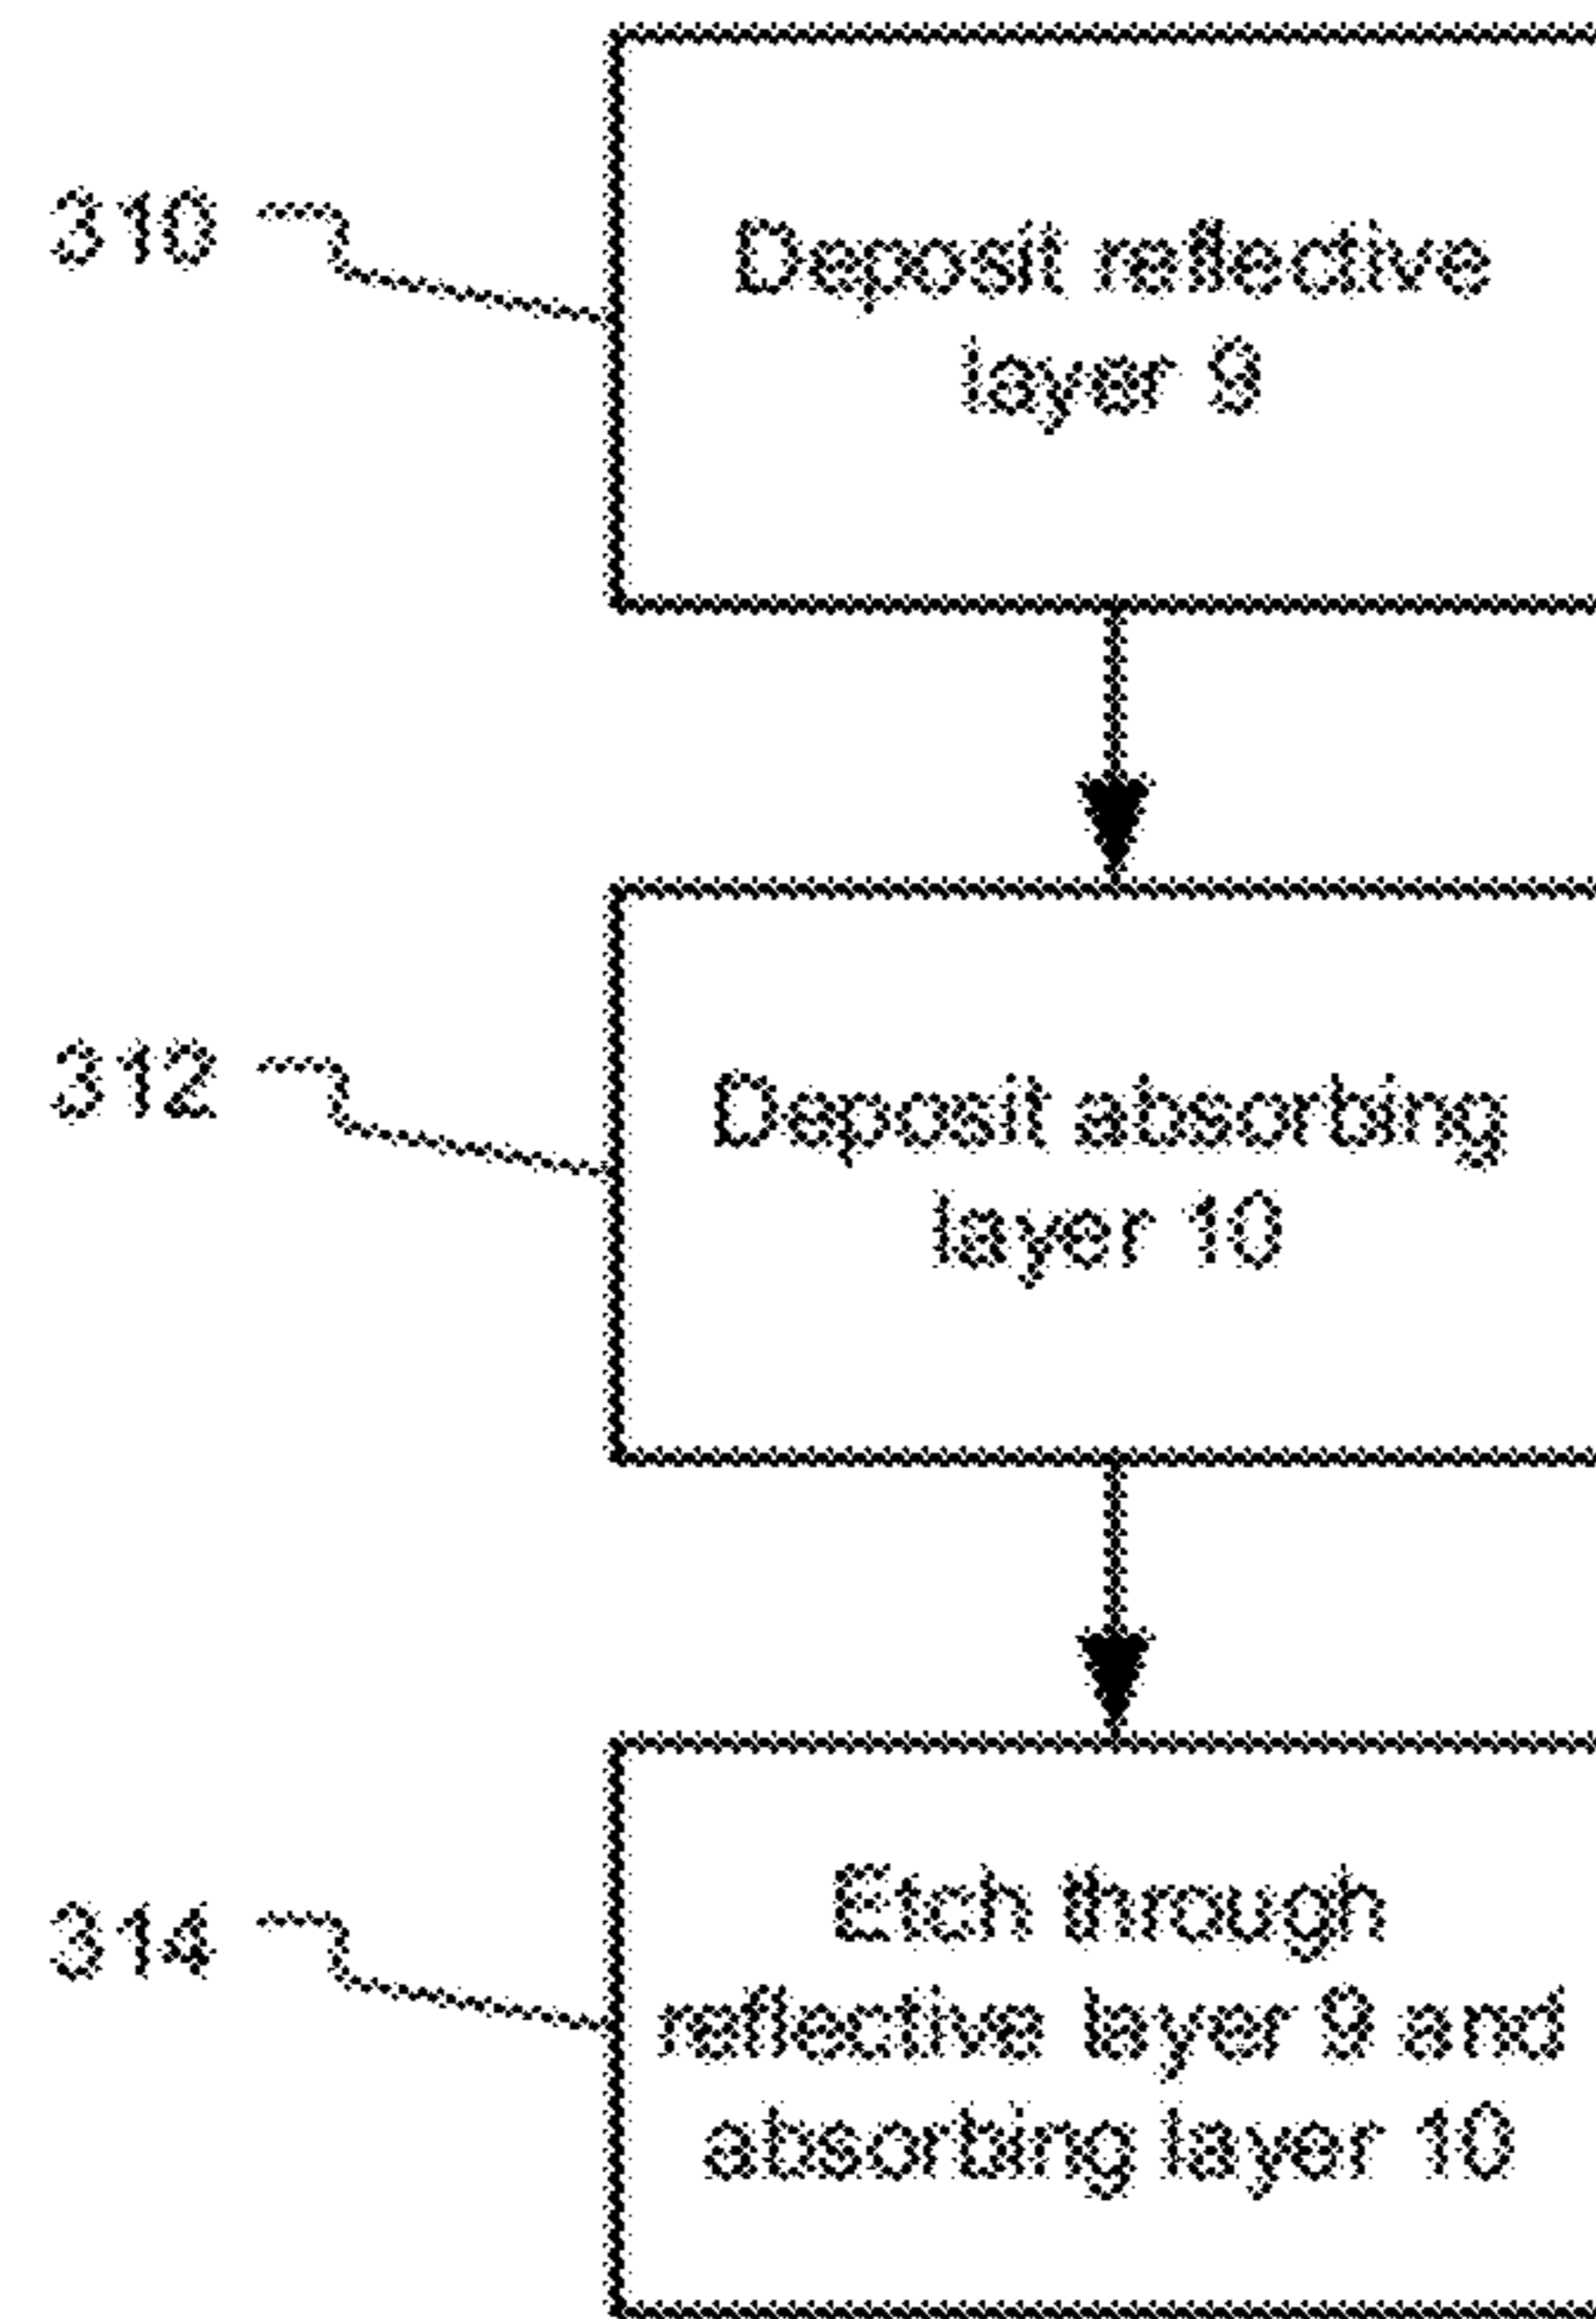 310
Deposit reflective
layer 9
312
Deposit absorbing
layer 10
314
Etch through
reflective layer 9 and
absorting layer 10